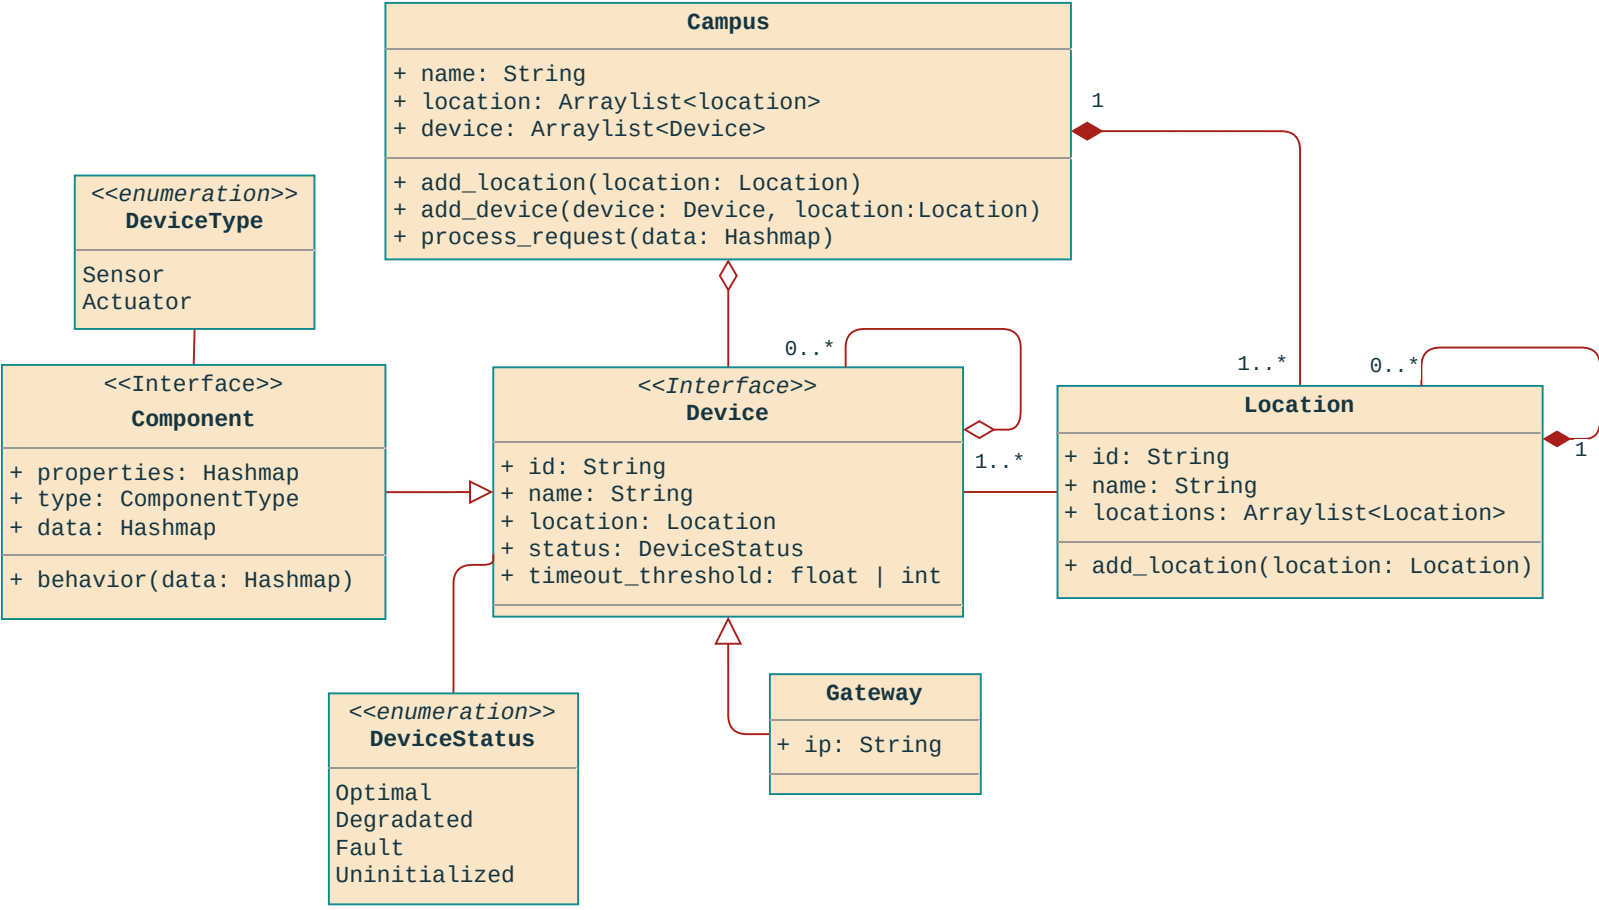 Campus
+ name: String
+ location: Arraylist<location>
+ device: Arraylist<Device>
+ add_location(location: Location)
+ add_device(device: Device, location:Location)
+ process_request(data: Hashmap)
1
<<enumeration>>
DeviceType
Sensor
Actuator
<<Interface>>
Component
+ properties: Hashmap
+ type: ComponentType
+ data: Hashmap
+ behavior(data: Hashmap)
0..*
<<Interface>>
Device
+ id: String
+ name: String
+ location: Location
+ status: DeviceStatus
+ timeout_threshold: float | int
1..*
1..*
0..*
Location
1
+ id: String
+ name: String
+ locations: Arraylist<Location>
+ add_location(location: Location)
<<enumeration>>
DeviceStatus
Optimal
Degradated
Fault
Uninitialized
Gateway
+ ip: String